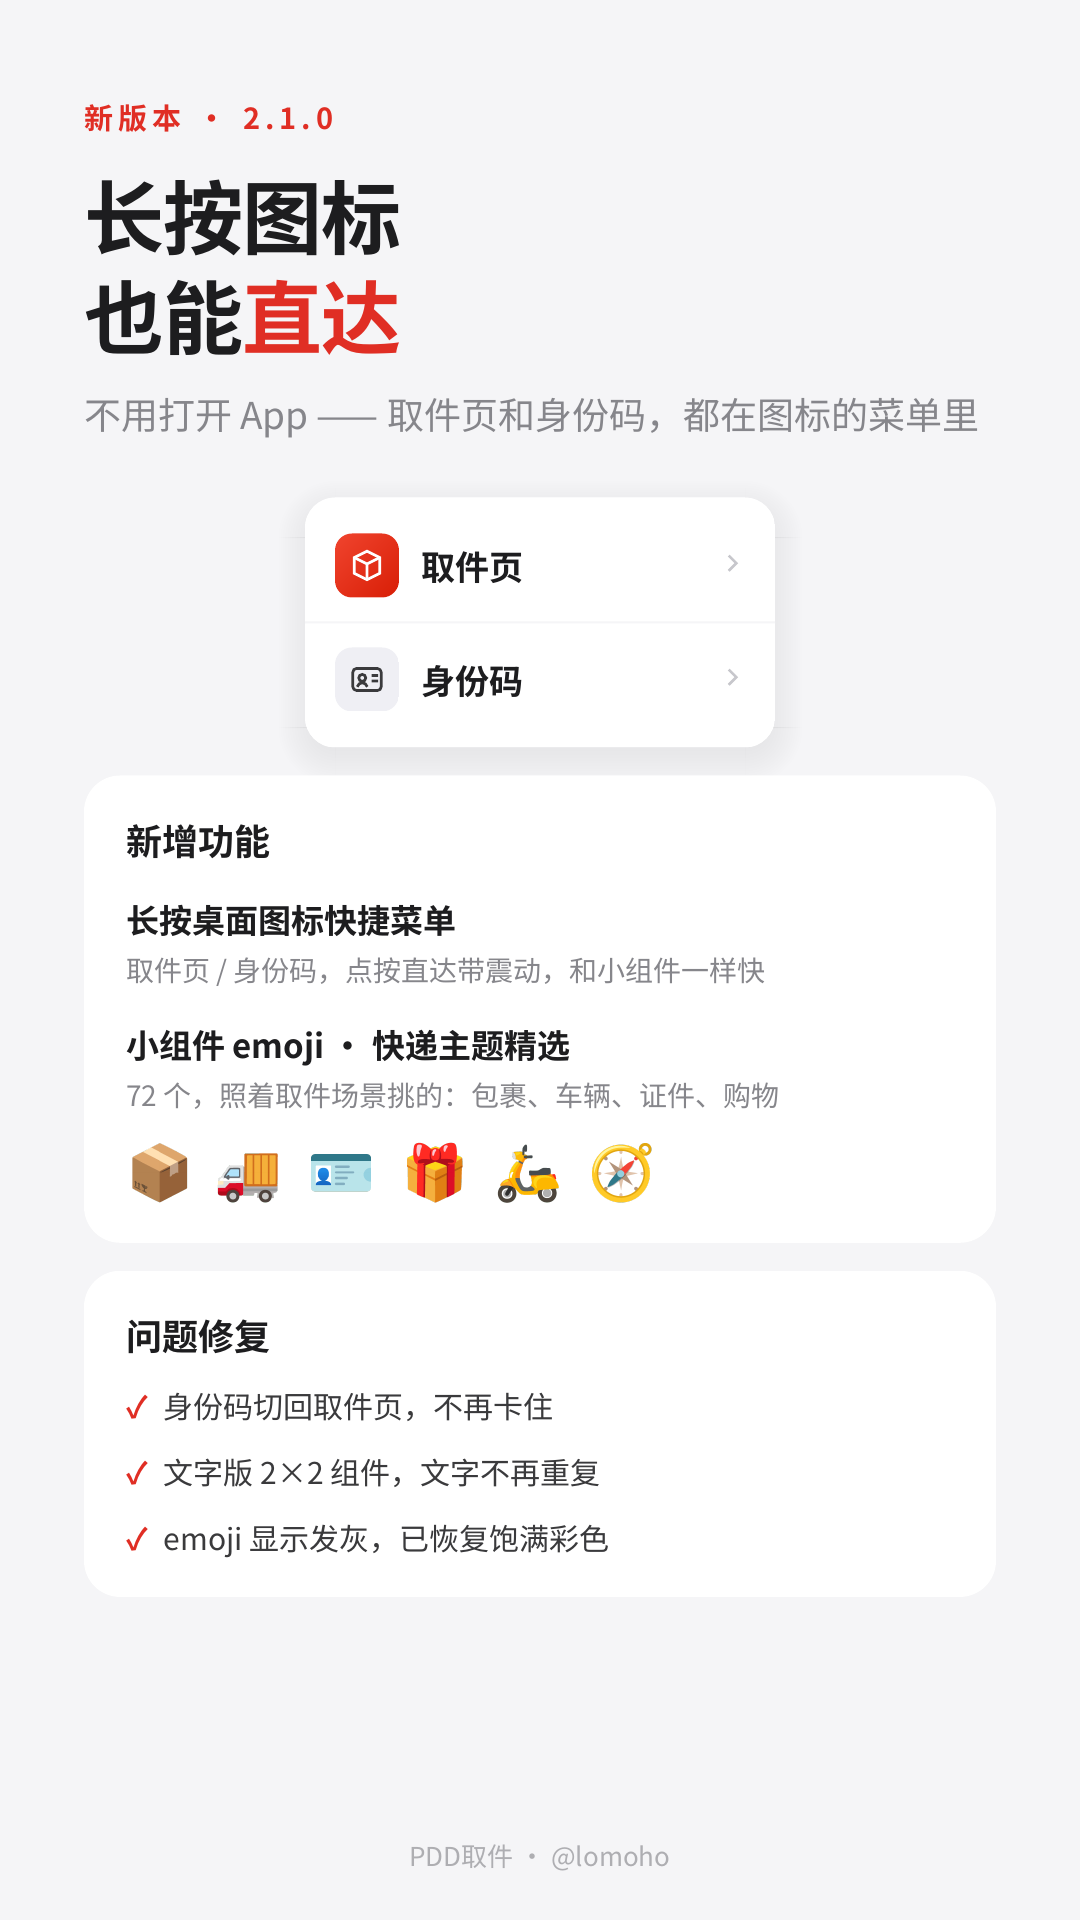 新版本 · 2.1.0
长按图标
也能直达
不用打开 App —— 取件页和身份码，都在图标的菜单里
取件页
身份码
新增功能
长按桌面图标快捷菜单
取件页 / 身份码，点按直达带震动，和小组件一样快
小组件 emoji · 快递主题精选
72 个，照着取件场景挑的：包裹、车辆、证件、购物
问题修复
✓ 身份码切回取件页，不再卡住
✓ 文字版 2×2 组件，文字不再重复
✓ emoji 显示发灰，已恢复饱满彩色
PDD取件 · @lomoho